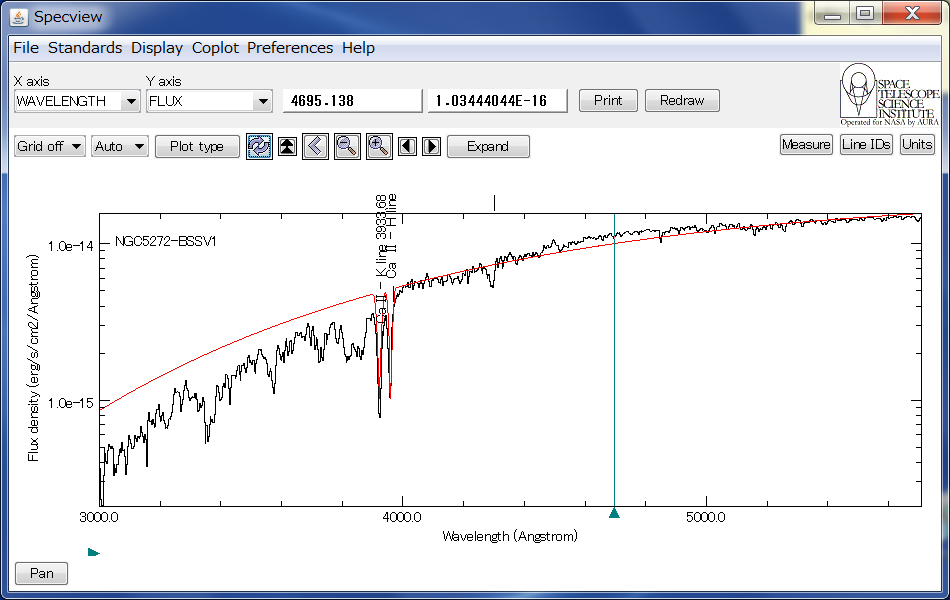 Specview
File Standards Display Coplot Preferences Help
X axis
Y axis
WAVELENGTH
FLUX
4695.138
1.03444044E-16
Print
Redraw
SPACE
TELESCOPE
SCIENCE
INSTITUTE
Operated for NASA by AURA
Grid off
Auto
Plot type
Expand
Measure
Line IDs
Units
Ca II - K line 3933.68
Ca II - H line
NGC5272-BSSV1
1.0e-14
1.0e-15
Flux density (erg/s/cm2/Angstrom)
3000.0
4000.0
5000.0
Wavelength (Angstrom)
Pan